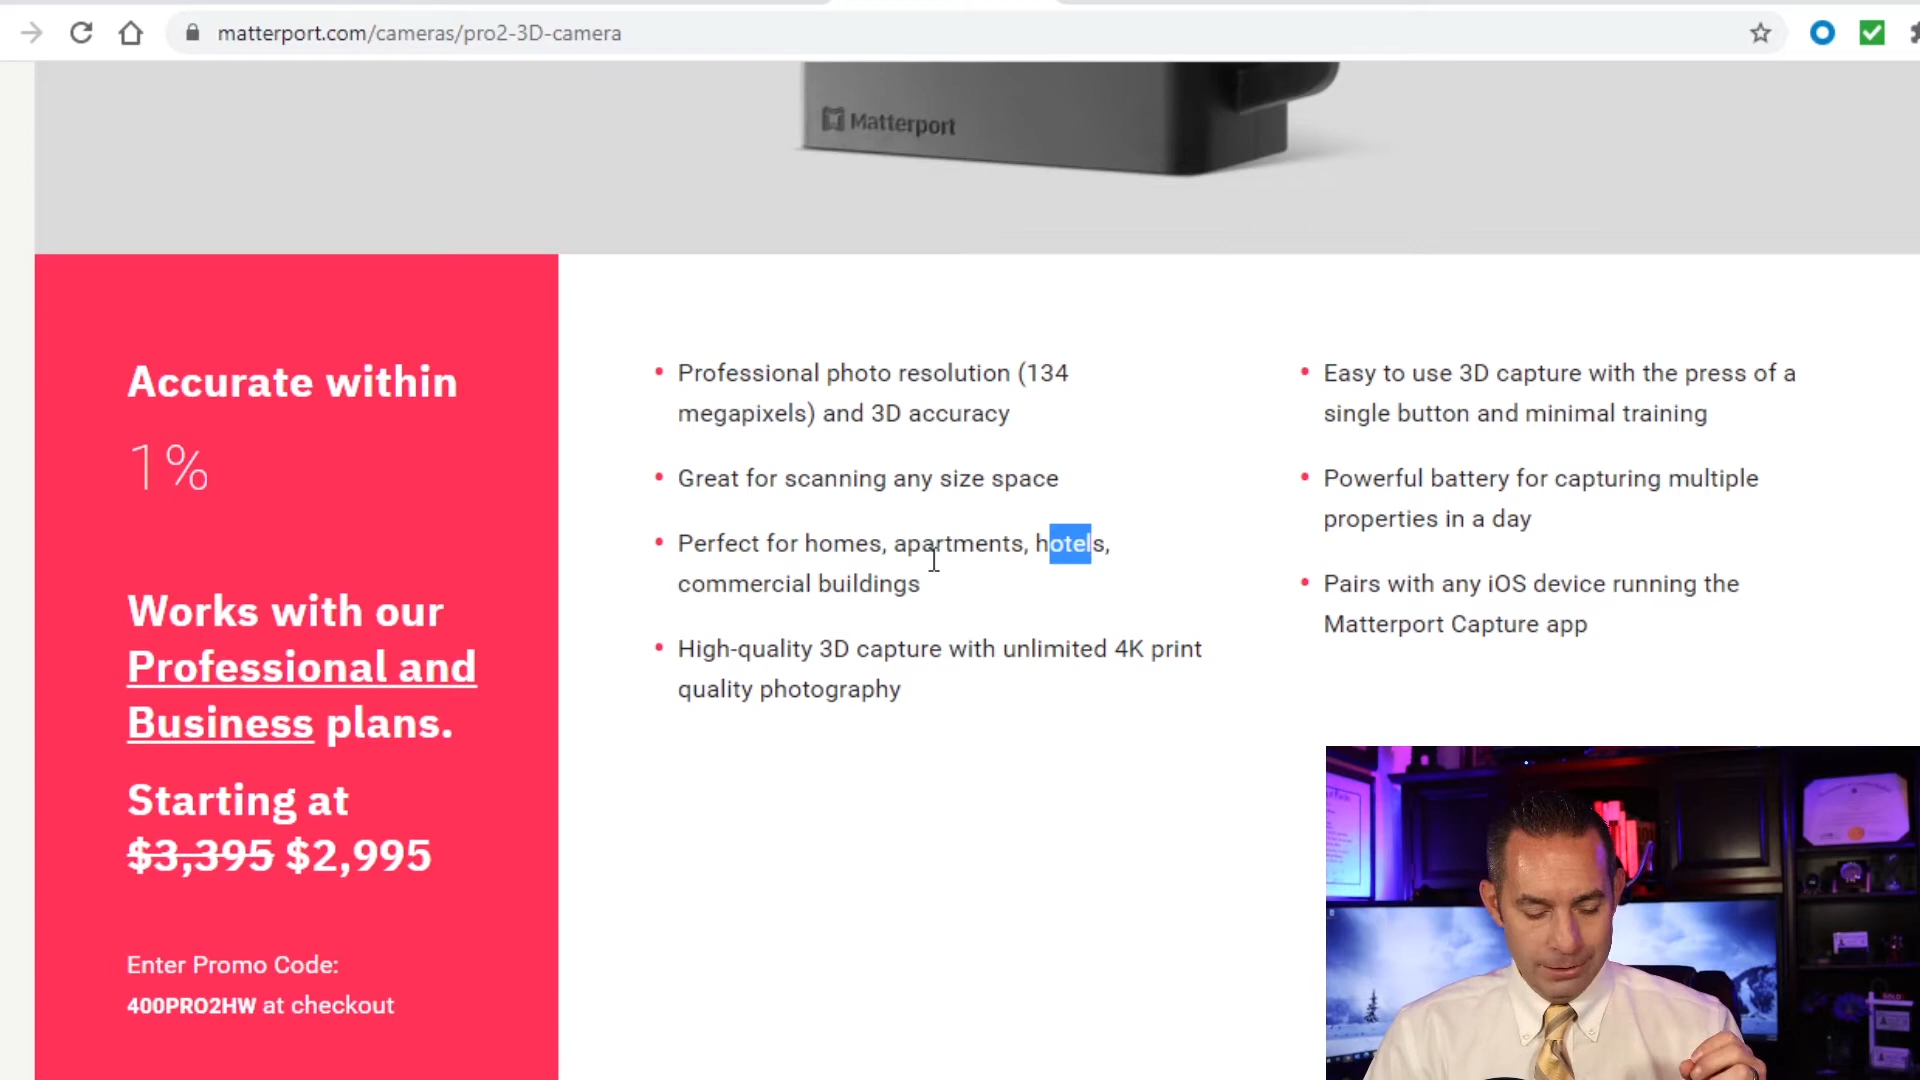 matterport.com/cameras/pro2-3D-camera
Matterport
Accurate within
1%
Works with our
Professional and
Business plans.
Starting at
$3,395 $2,995
Enter Promo Code:
400PRO2HW at checkout
• Professional photo resolution (134
megapixels) and 3D accuracy
• Great for scanning any size space
• Perfect for homes, apartments, hotels,
commercial buildings
• High-quality 3D capture with unlimited 4K print
quality photography
• Easy to use 3D capture with the press of a
single button and minimal training
• Powerful battery for capturing multiple
properties in a day
• Pairs with any iOS device running the
Matterport Capture app